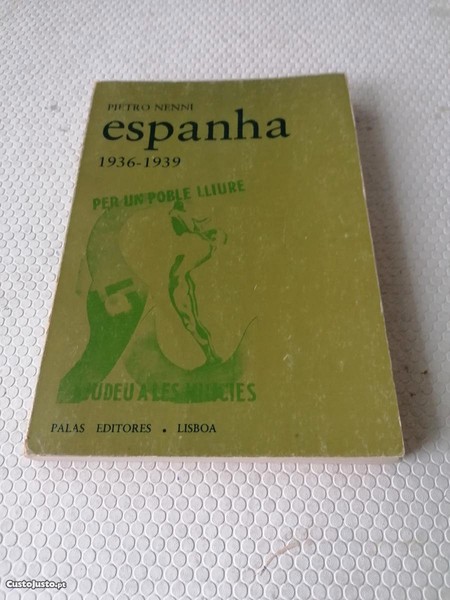 PIETRO NENNI
espanha
1936-1939
PER UN POBLE LLIURE
AJUDEU A LES MILICIES
PALAS EDITORES . LISBOA
CustoJusto.pt